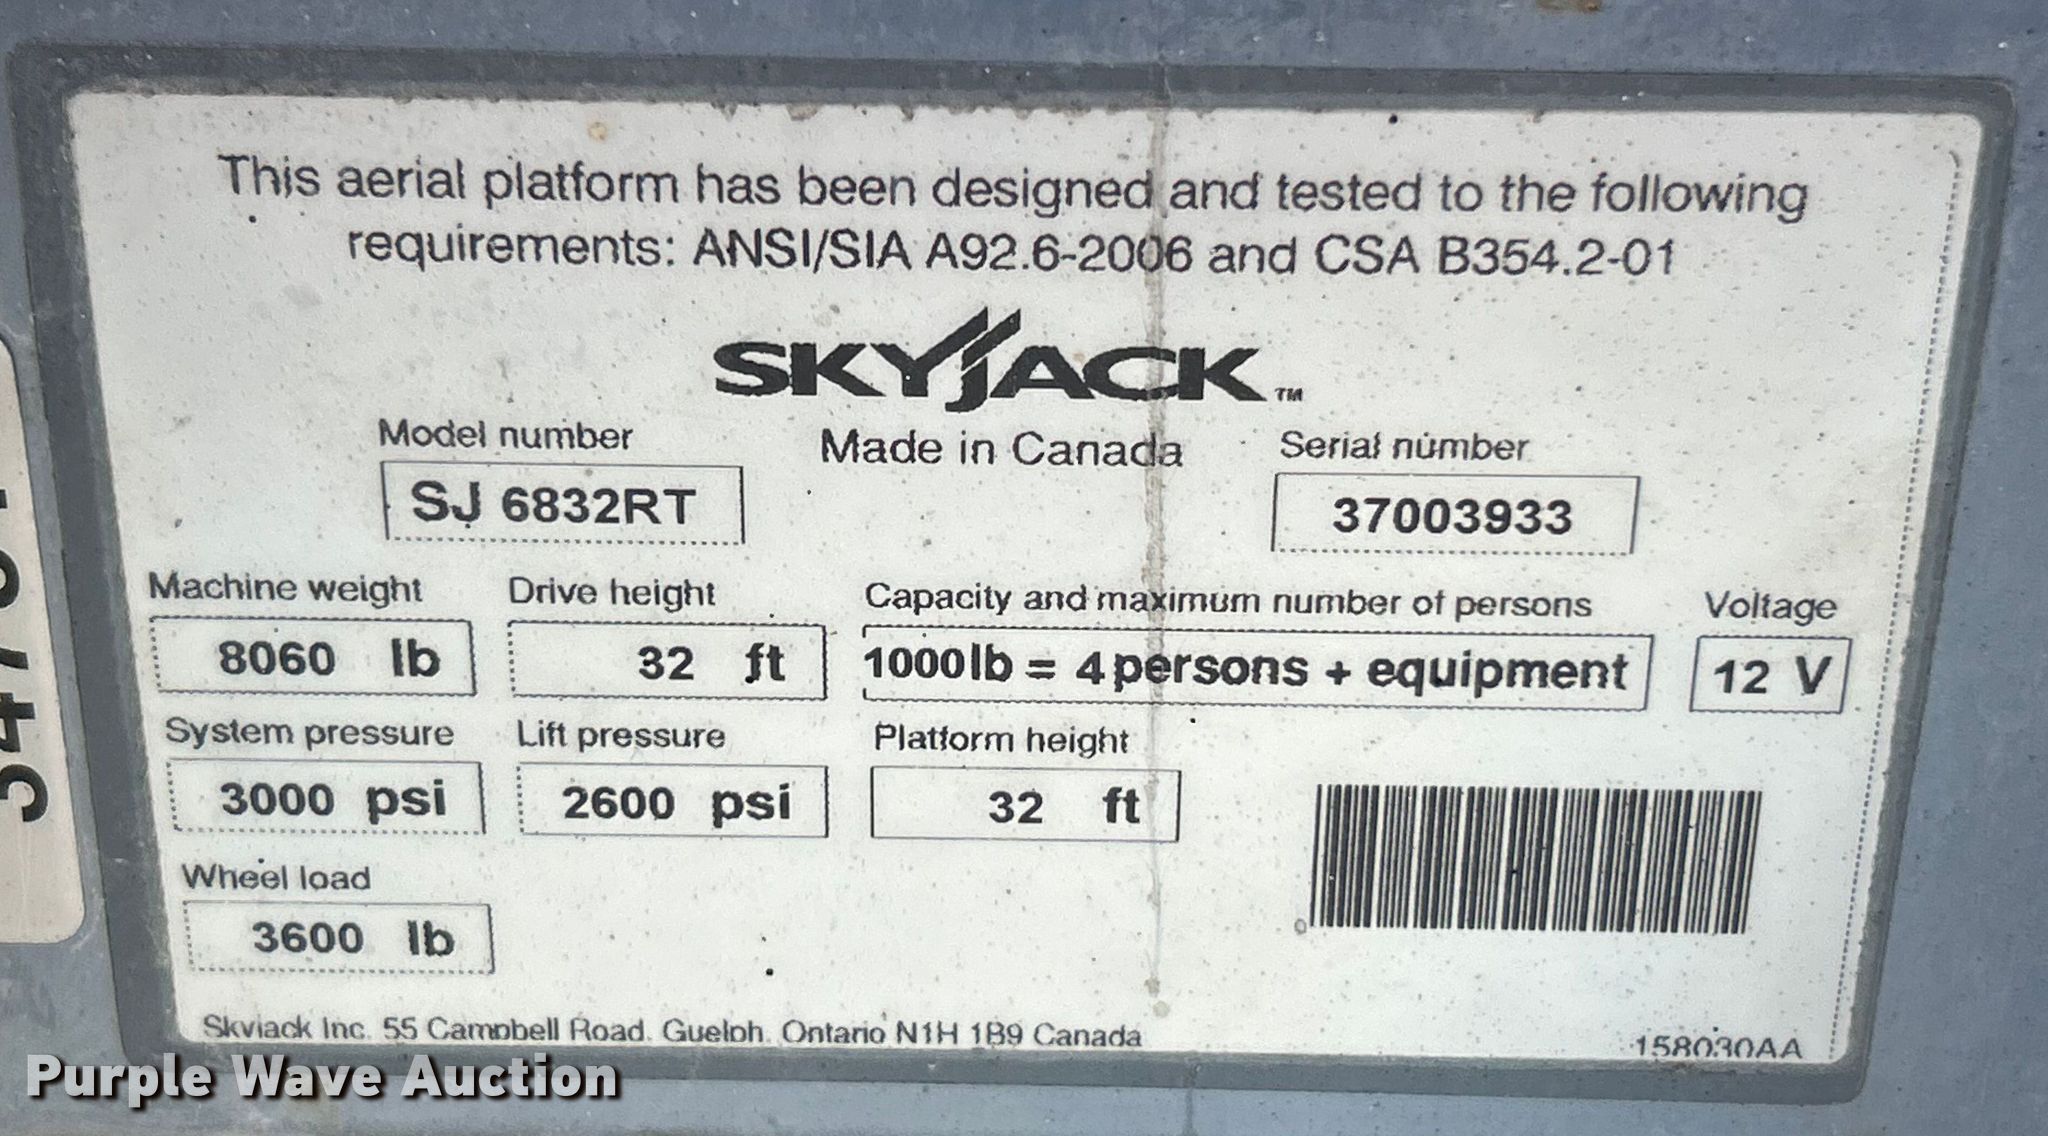 This aerial platform has been designed and tested to the following
requirements: ANSI/SIA A92.6-2006 and CSA B354.2-01
SKYJACK TM
Made in Canada
Model number
SJ 6832RT
Serial number
37003933
Machine weight
8060 lb
Drive height
32 ft
Capacity and maximum number of persons
1000lb = 4 persons + equipment
Voltage
12 V
System pressure
3000 psi
Lift pressure
2600 psi
Platform height
32 ft
Wheel load
3600 lb
Skyjack Inc. 55 Campbell Road. Guelph. Ontario N1H 1B9 Canada
158030AA
Purple Wave Auction